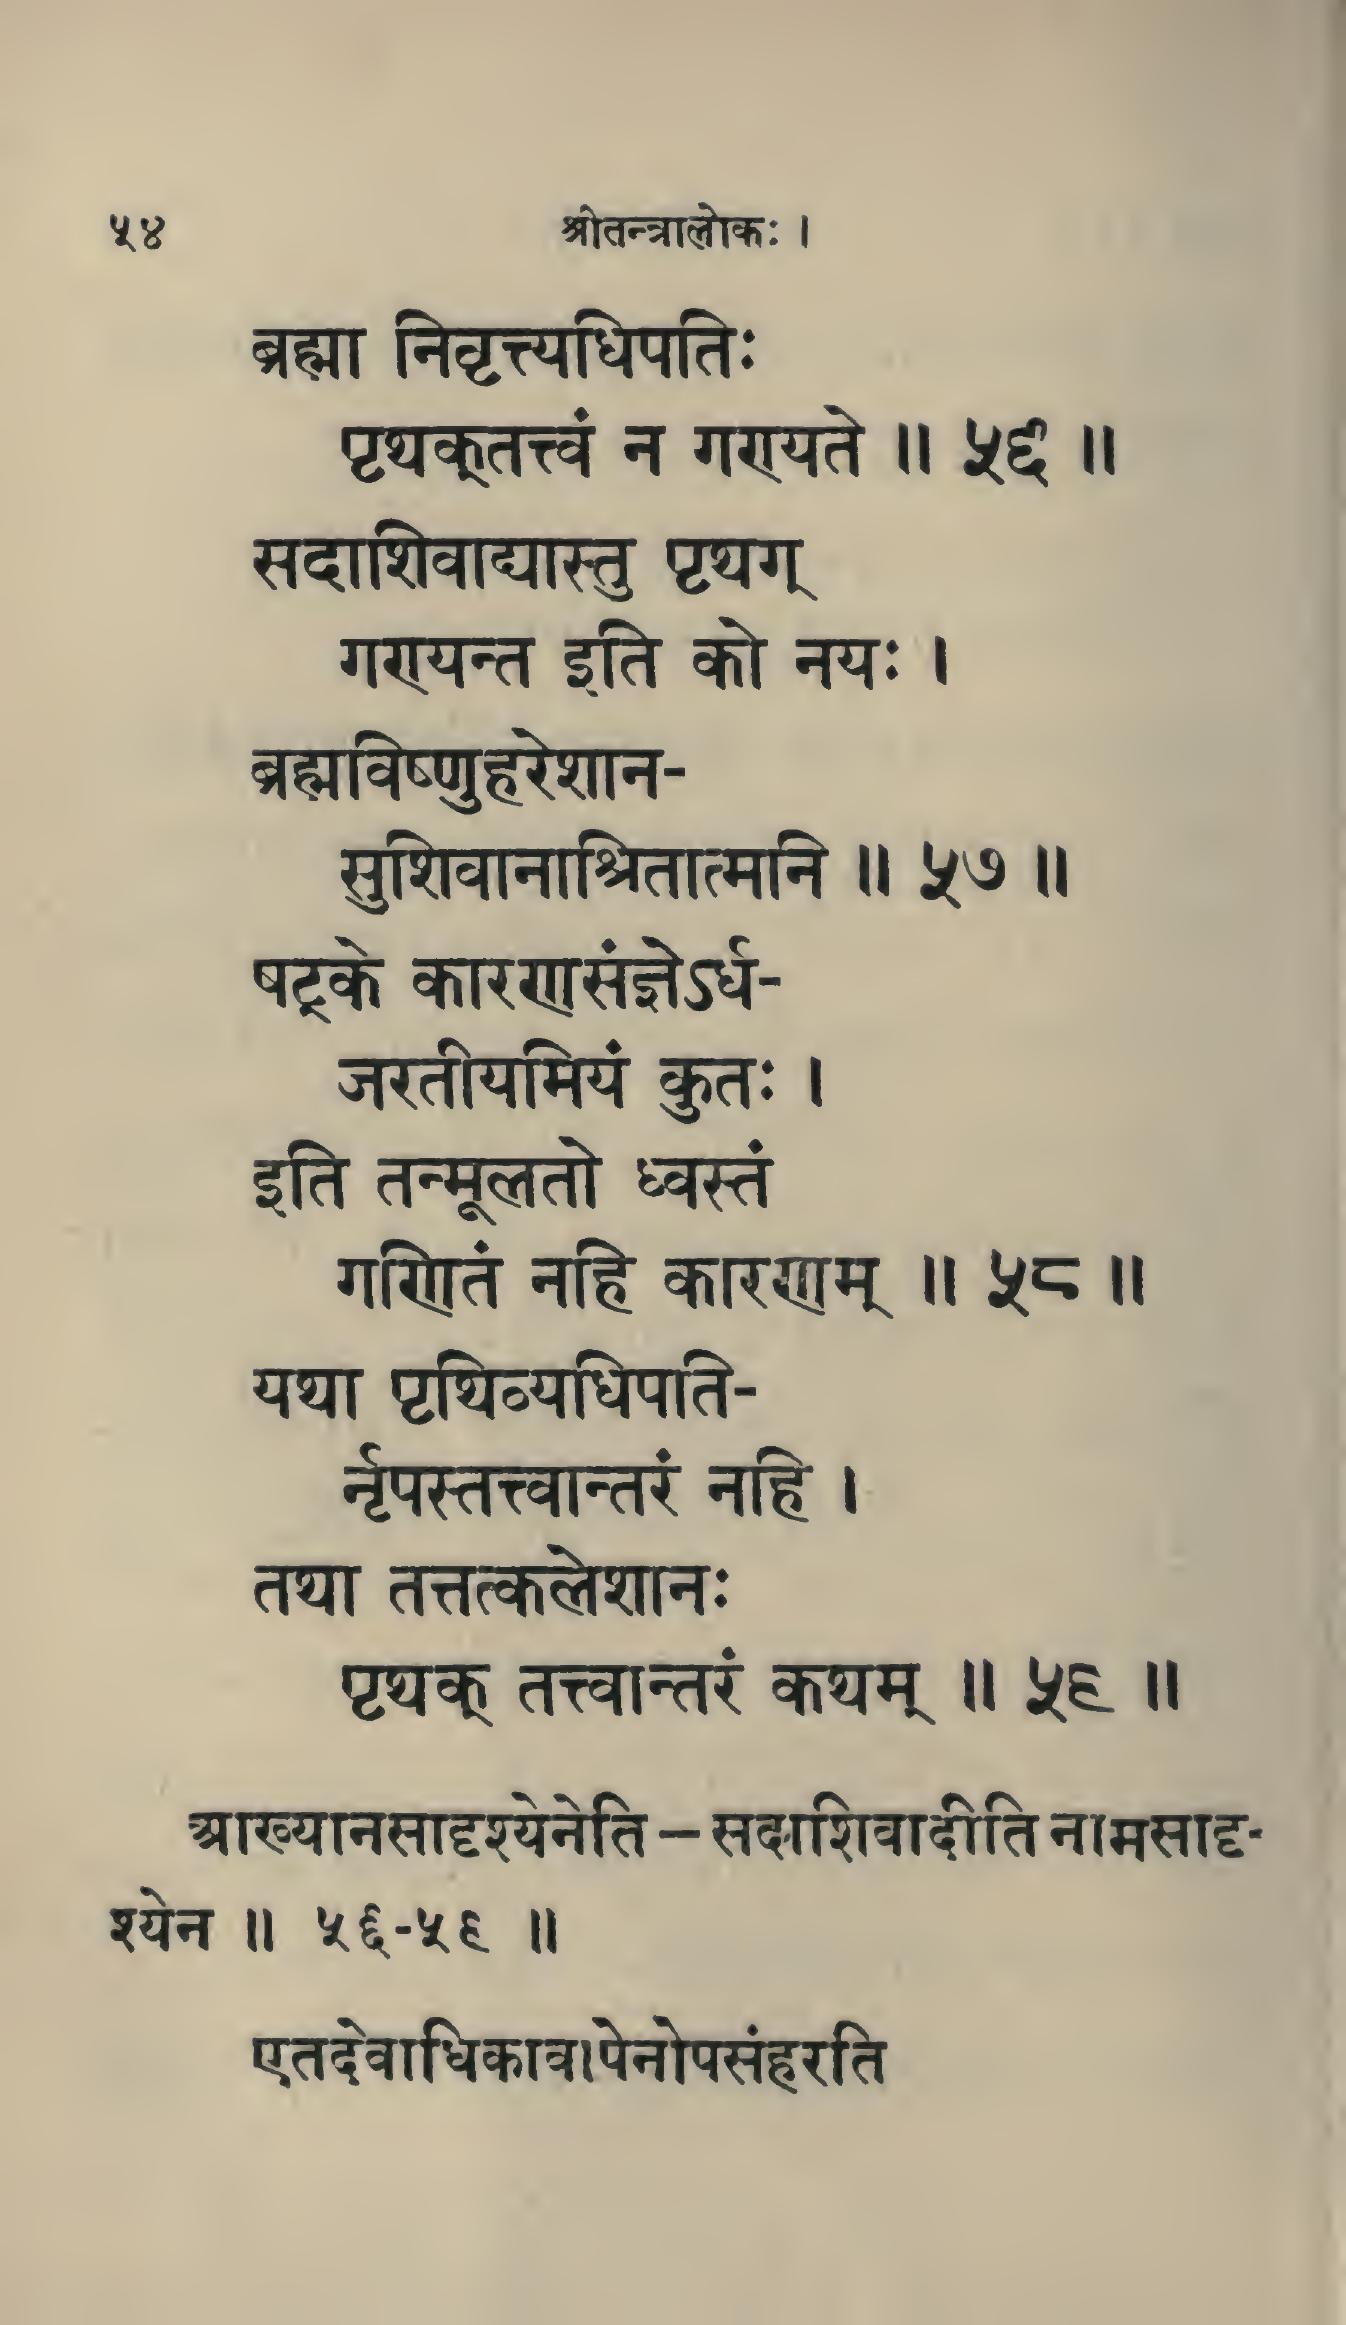 ५४ श्रीतन्त्रालोकः ।
ब्रह्मा निवृत्त्यधिपतिः
पृथक्तत्त्वं न गण्यते ॥ ५६ ॥
सदाशिवाद्यास्तु पृथग्
गण्यन्त इति को नयः ।
ब्रह्मविष्णुहरेशान-
सुशिवानाश्रितात्मनि ॥ ५७ ॥
षट्के कारणसंज्ञेऽर्ध-
जरतीयमियं कुतः ।
इति तन्मूलतो ध्वस्तं
गणितं नहि कारणम् ॥ ५८ ॥
यथा पृथिव्यधिपति-
र्नृपस्तत्त्वान्तरं नहि ।
तथा तत्तत्कलेशानः
पृथक् तत्त्वान्तरं कथम् ॥ ५९ ॥
आख्यानसादृश्येनेति – सदाशिवादीति नामसादृ-
श्येन ॥ ५६-५९ ॥
एतदेवाधिकावापेनोपसंहरति